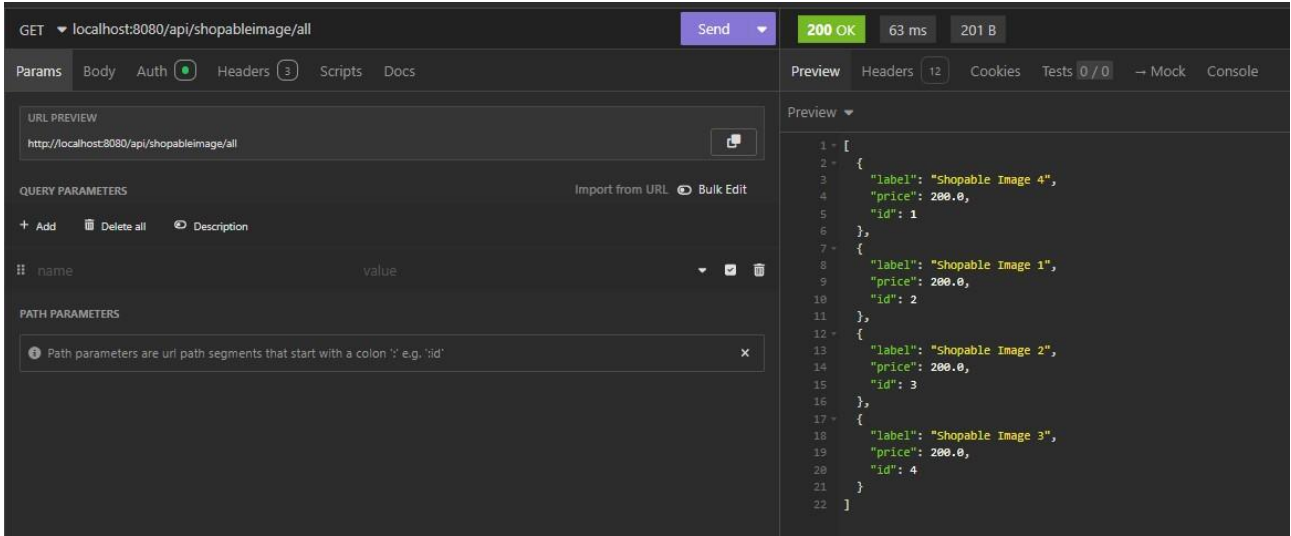 GET localhost:8080/api/shopableimage/all Send
Params Body Auth Headers 3 Scripts Docs
URL PREVIEW
http://localhost:8080/api/shopableimage/all
QUERY PARAMETERS Import from URL Bulk Edit
+ Add Delete all Description
name value
PATH PARAMETERS
Path parameters are url path segments that start with a colon ':' e.g. ':id'
200 OK 63 ms 201 B
Preview Headers 12 Cookies Tests 0 / 0 → Mock Console
Preview
1 [
2 {
3 "label": "Shopable Image 4",
4 "price": 200.0,
5 "id": 1
6 },
7 {
8 "label": "Shopable Image 1",
9 "price": 200.0,
10 "id": 2
11 },
12 {
13 "label": "Shopable Image 2",
14 "price": 200.0,
15 "id": 3
16 },
17 {
18 "label": "Shopable Image 3",
19 "price": 200.0,
20 "id": 4
21 }
22 ]